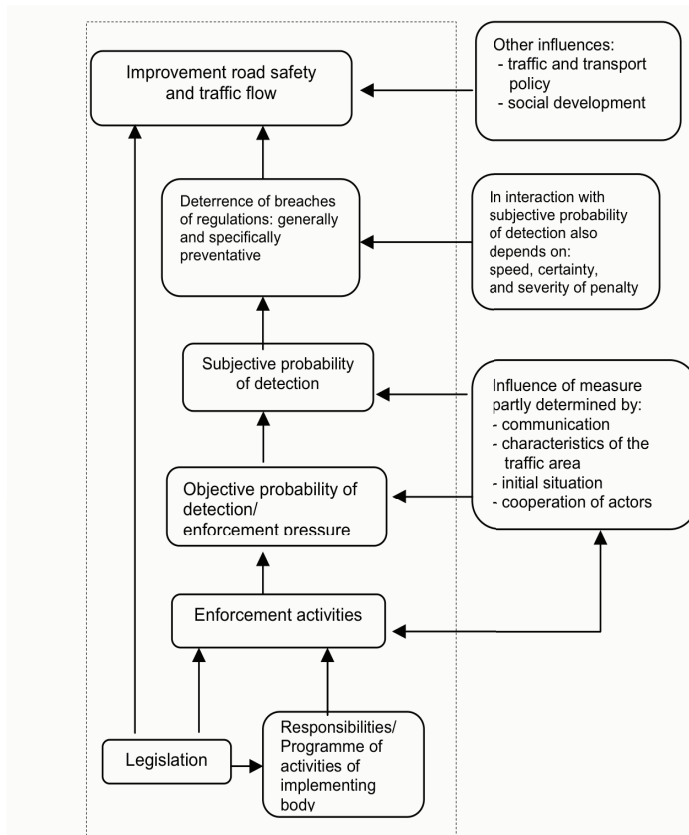 Improvement road safety
and traffic flow
Other influences:
- traffic and transport
policy
- social development
Deterrence of breaches
of regulations: generally
and specifically
preventative
In interaction with
subjective probability
of detection also
depends on:
speed, certainty,
and severity of penalty
Subjective probability
of detection
Influence of measure
partly determined by:
- communication
- characteristics of the
traffic area
- initial situation
- cooperation of actors
Objective probability of
detection/
enforcement pressure
Enforcement activities
Legislation
Responsibilities/
Programme of
activities of
implementing
body